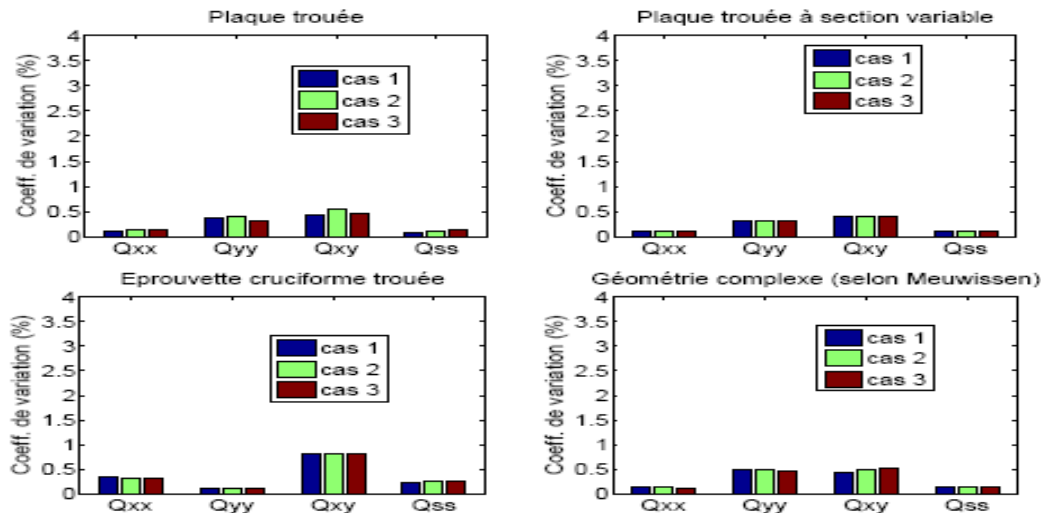 Plaque trouée
Coeff. de variation (%)
4
3.5
3
2.5
2
1.5
1
0.5
0
cas 1
cas 2
cas 3
Qxx Qyy Qxy Qss
Plaque trouée à section variable
Coeff. de variation (%)
4
3.5
3
2.5
2
1.5
1
0.5
0
cas 1
cas 2
cas 3
Qxx Qyy Qxy Qss
Eprouvette cruciforme trouée
Coeff. de variation (%)
4
3.5
3
2.5
2
1.5
1
0.5
0
cas 1
cas 2
cas 3
Qxx Qyy Qxy Qss
Géométrie complexe (selon Meuwissen)
Coeff. de variation (%)
4
3.5
3
2.5
2
1.5
1
0.5
0
cas 1
cas 2
cas 3
Qxx Qyy Qxy Qss